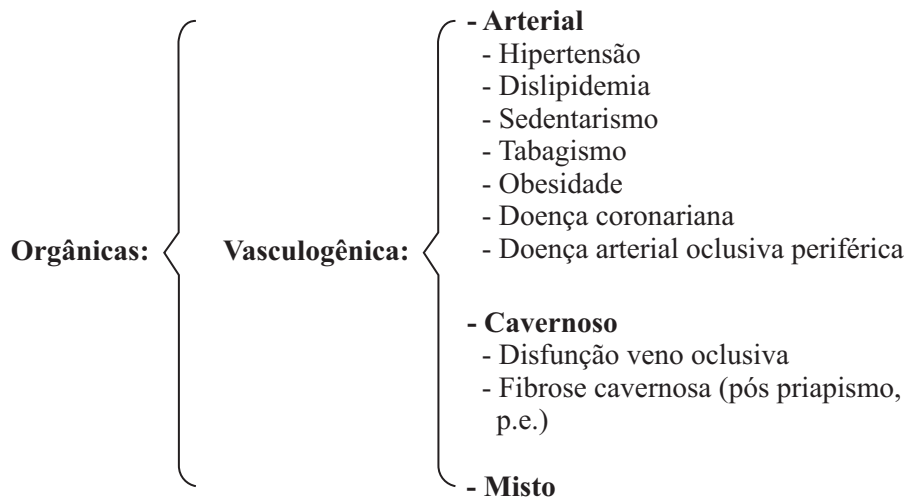 - Arterial
- Hipertensão
- Dislipidemia
- Sedentarismo
- Tabagismo
- Obesidade
- Doença coronariana
Orgânicas: Vasculogênica: - Doença arterial oclusiva periférica
- Cavernoso
- Disfunção veno oclusiva
- Fibrose cavernosa (pós priapismo,
p.e.)
- Misto